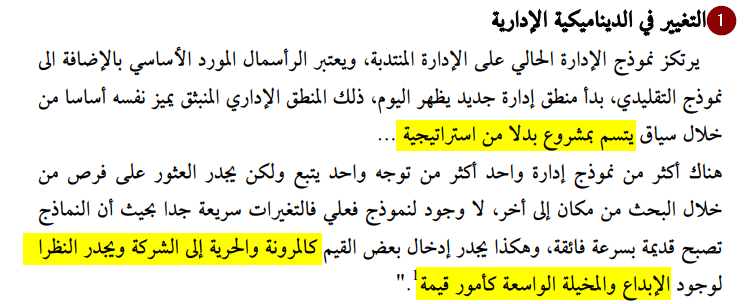 1 التغيير في الديناميكية الإدارية
يرتكز نموذج الإدارة الحالي على الإدارة المنتدبة، ويعتبر الرأسمال المورد الأساسي بالإضافة الى
نموذج التقليدي، بدأ منطق إدارة جديد يظهر اليوم، ذلك المنطق الإداري المنبثق يميز نفسه أساسا من
خلال سياق يتسم بمشروع بدلا من استراتيجية ...
هناك أكثر من نموذج إدارة واحد أكثر من توجه واحد يتبع ولكن يجدر العثور على فرص من
خلال البحث من مكان إلى أخر، لا وجود لنموذج فعلي فالتغيرات سريعة جدا بحيث أن النماذج
تصبح قديمة بسرعة فائقة، وهكذا يجدر إدخال بعض القيم كالمرونة والحرية إلى الشركة ويجدر النظرا
لوجود الإبداع والمخيلة الواسعة كأمور قيمة1."